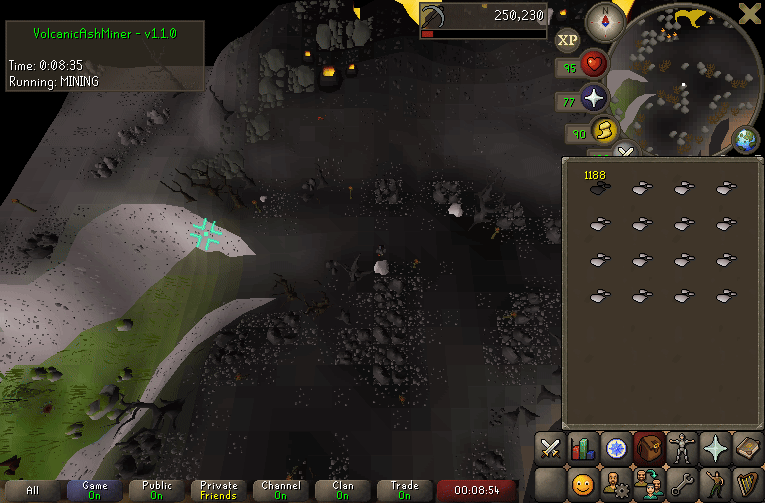 VolcanicAshMiner - v1.1.0
Time: 0:08:35
Running: MINING
250,230
N
XP
95
77
90
1188
All
Game
On
Public
On
Private
Friends
Channel
On
Clan
On
Trade
On
00:08:54